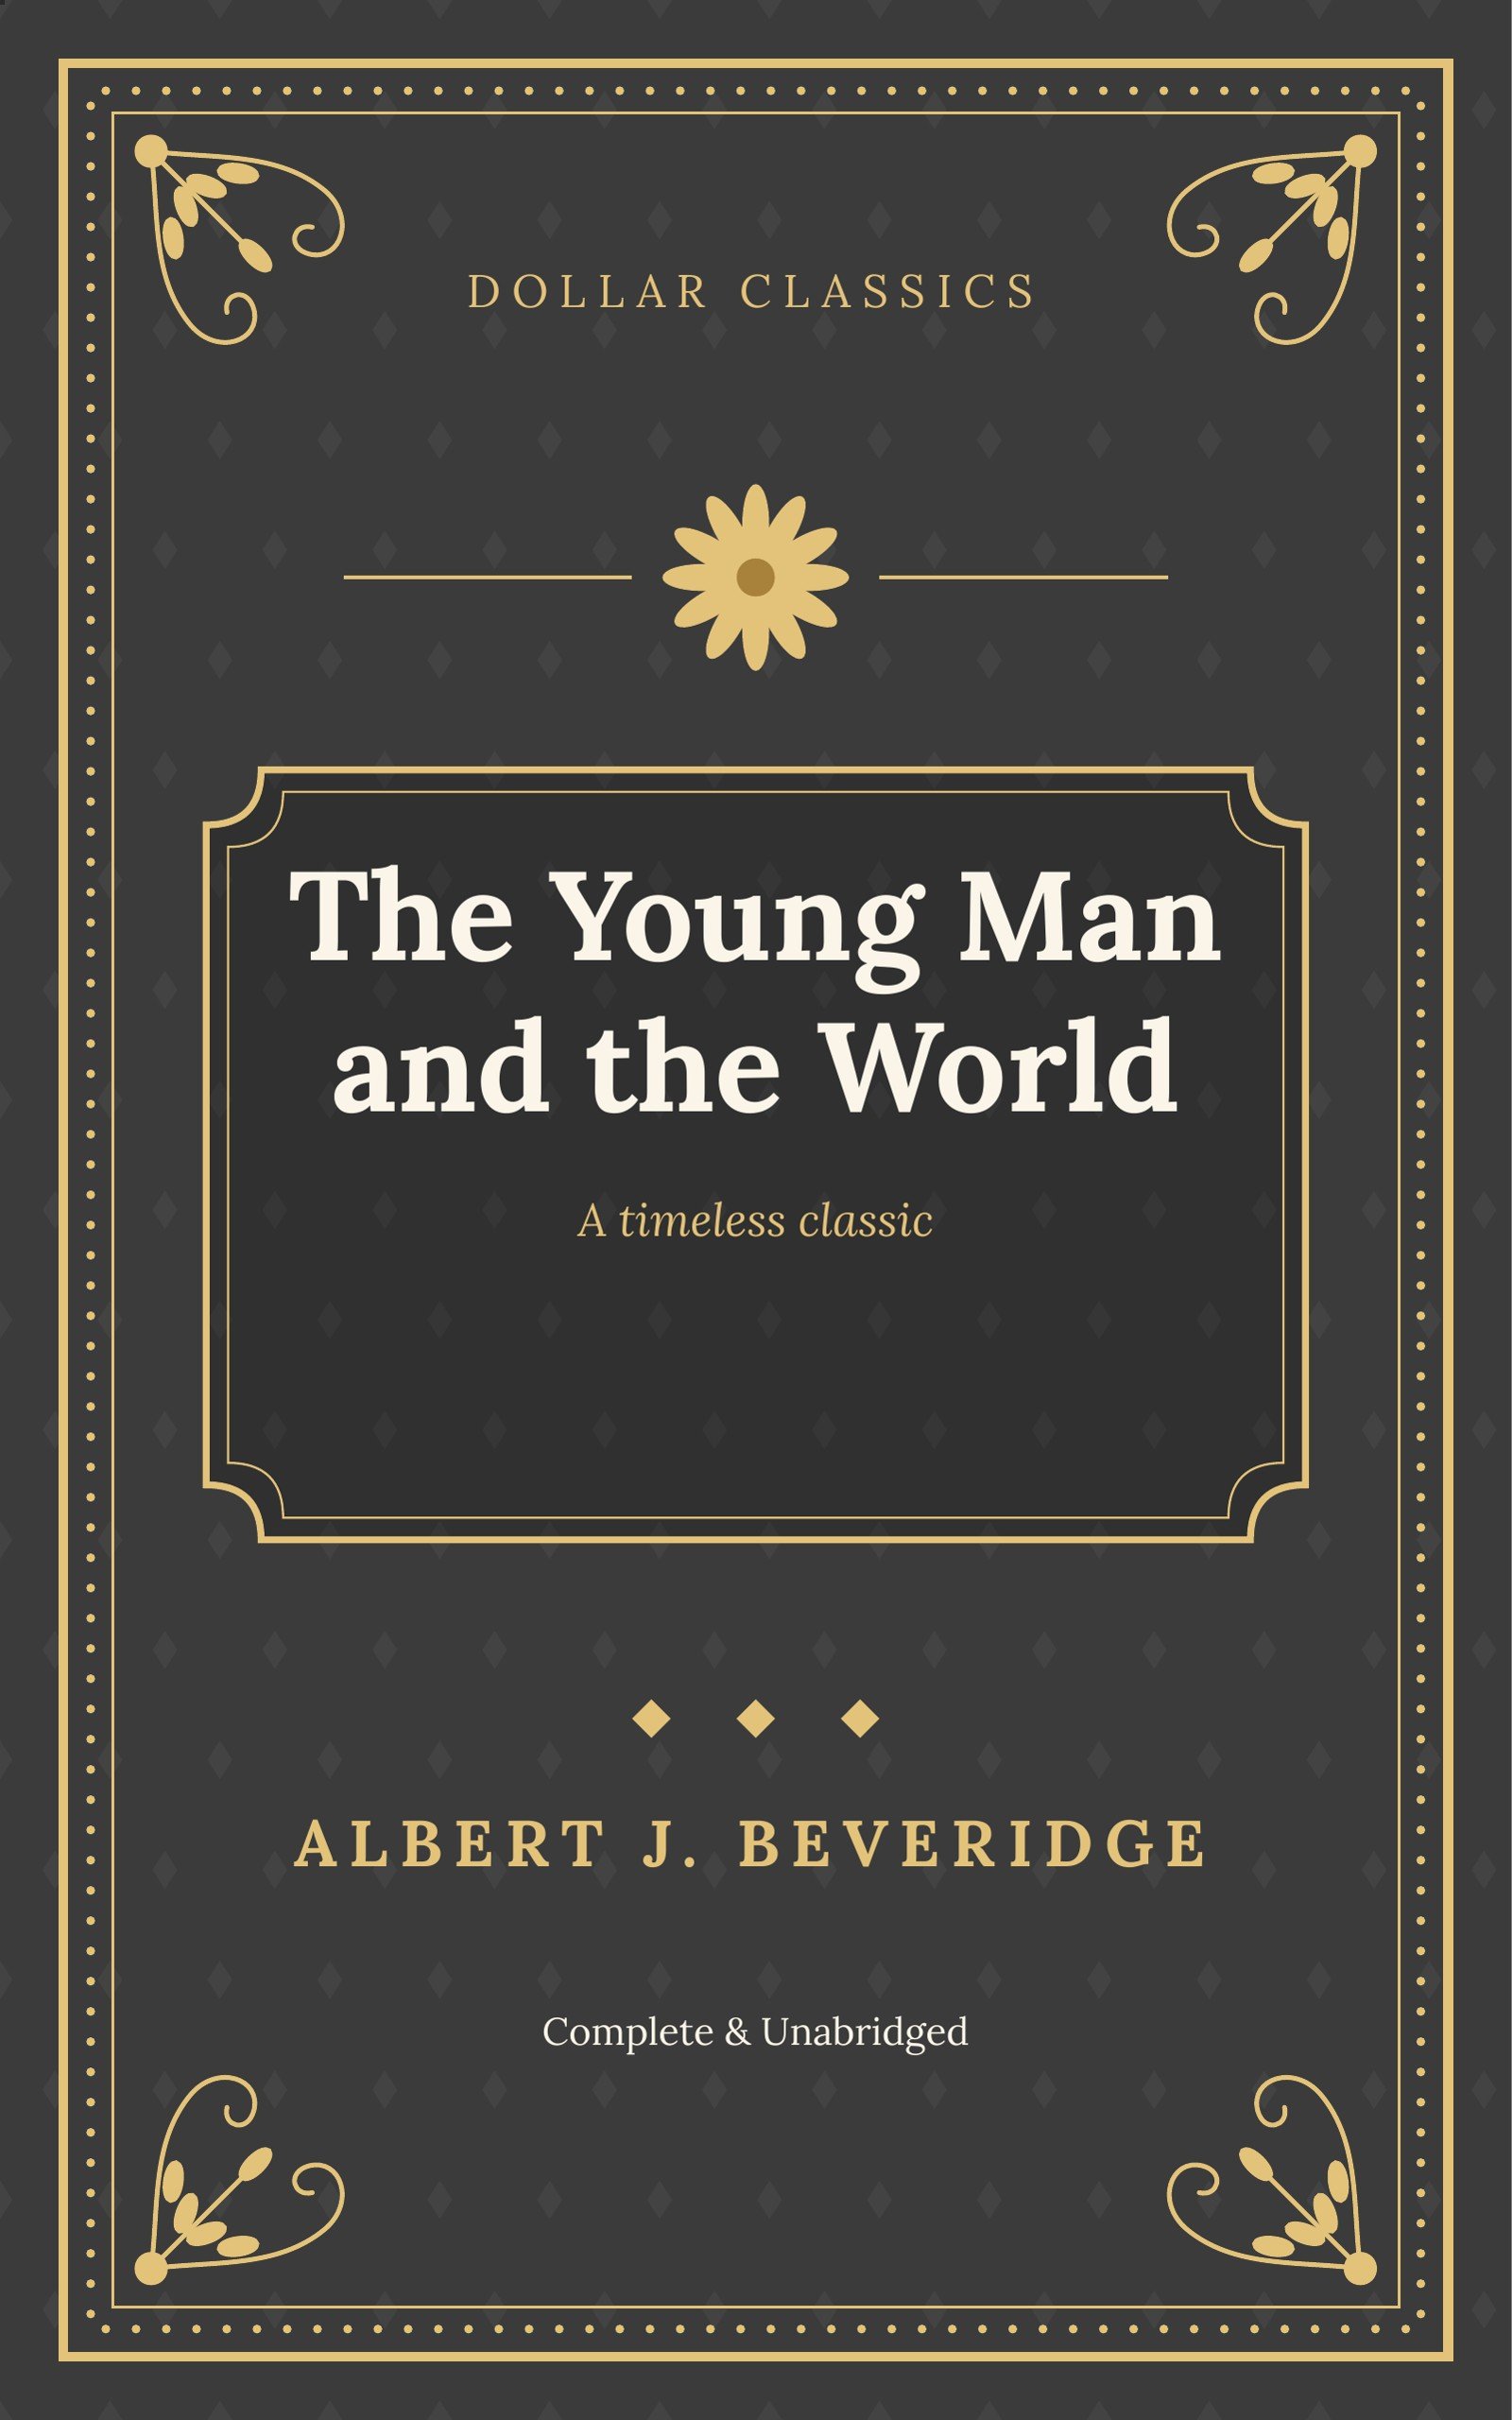 DOLLAR CLASSICS
The Young Man
and the World
A timeless classic
ALBERT J. BEVERIDGE
Complete & Unabridged